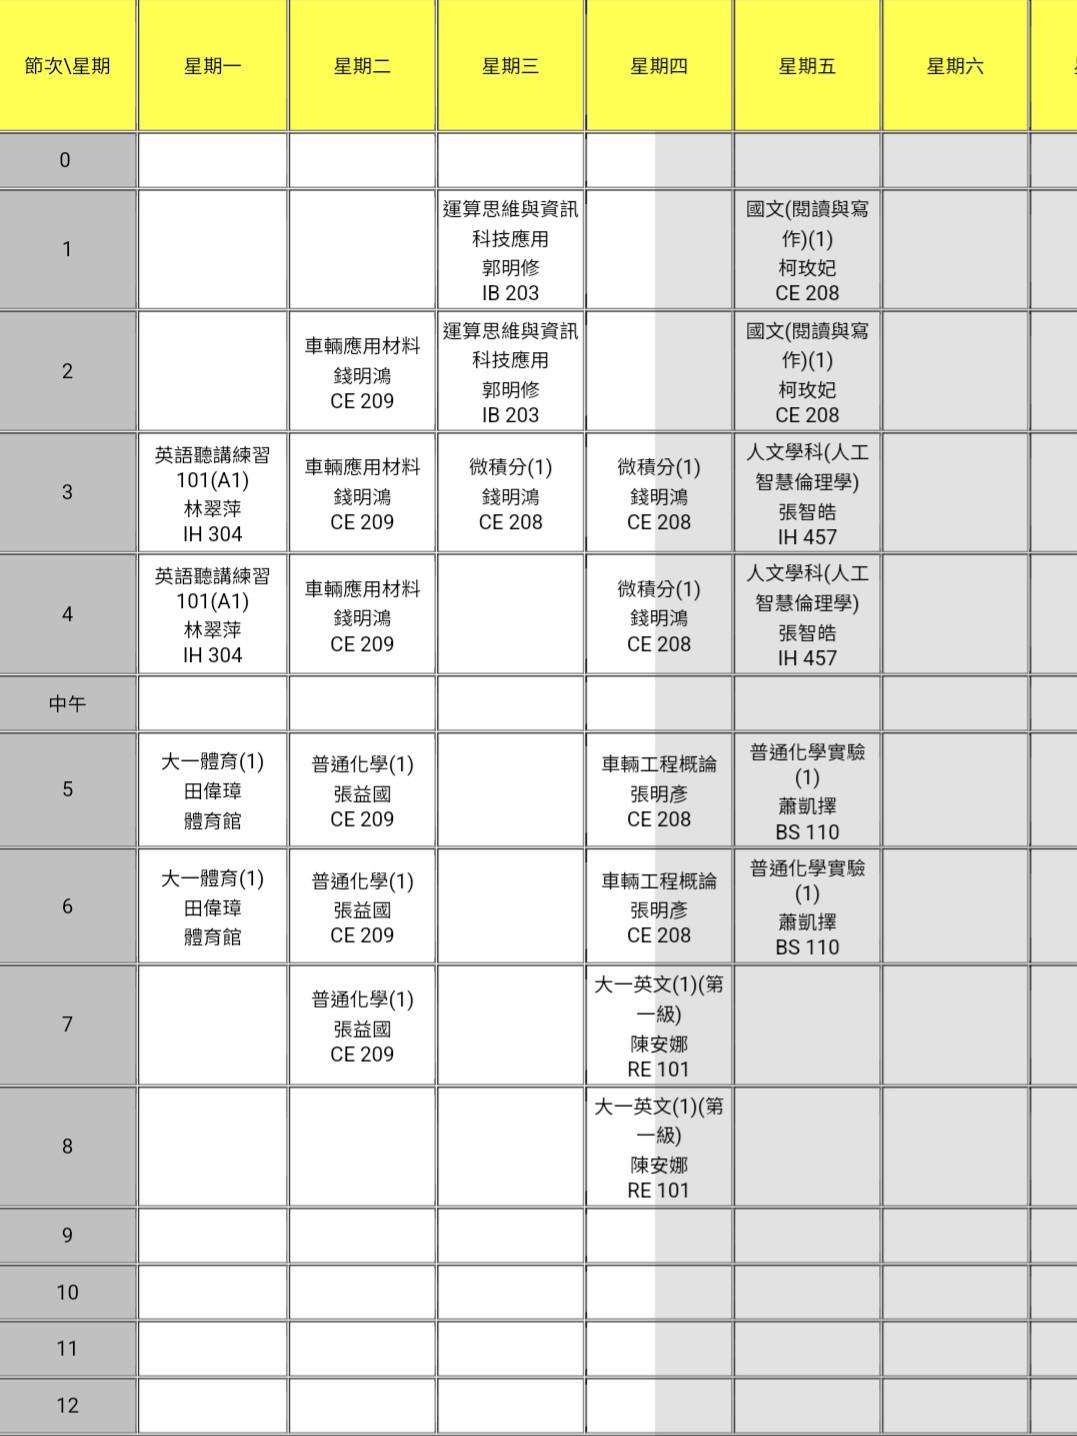 節次\星期 星期一 星期二 星期三 星期四 星期五 星期六
0
1
運算思維與資訊
科技應用
郭明修
IB 203
國文(閱讀與寫
作)(1)
柯玫妃
CE 208
2
車輛應用材料
錢明鴻
CE 209
運算思維與資訊
科技應用
郭明修
IB 203
國文(閱讀與寫
作)(1)
柯玫妃
CE 208
3
英語聽講練習
101(A1)
林翠萍
IH 304
車輛應用材料
錢明鴻
CE 209
微積分(1)
錢明鴻
CE 208
微積分(1)
錢明鴻
CE 208
人文學科(人工
智慧倫理學)
張智皓
IH 457
4
英語聽講練習
101(A1)
林翠萍
IH 304
車輛應用材料
錢明鴻
CE 209
微積分(1)
錢明鴻
CE 208
人文學科(人工
智慧倫理學)
張智皓
IH 457
中午
5
大一體育(1)
田偉璋
體育館
普通化學(1)
張益國
CE 209
車輛工程概論
張明彥
CE 208
普通化學實驗
(1)
蕭凱擇
BS 110
6
大一體育(1)
田偉璋
體育館
普通化學(1)
張益國
CE 209
車輛工程概論
張明彥
CE 208
普通化學實驗
(1)
蕭凱擇
BS 110
7
普通化學(1)
張益國
CE 209
大一英文(1)(第
一級)
陳安娜
RE 101
8
大一英文(1)(第
一級)
陳安娜
RE 101
9
10
11
12